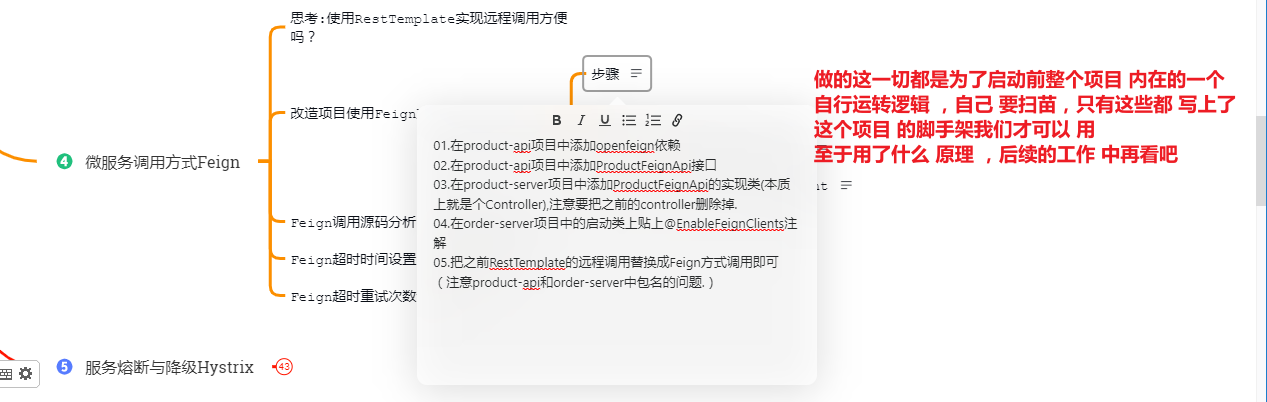 思考:使用RestTemplate实现远程调用方便
吗？
步骤
做的这一切都是为了启动前整个项目 内在的一个
自行运转逻辑 ，自己 要扫苗，只有这些都 写上了
这个项目 的脚手架我们才可以 用
至于用了什么 原理 ，后续的工作 中再看吧
改造项目使用Feign
01.在product-api项目中添加openfeign依赖
02.在product-api项目中添加ProductFeignApi接口
03.在product-server项目中添加ProductFeignApi的实现类(本质
上就是个Controller),注意要把之前的controller删除掉.
04.在order-server项目中的启动类上贴上@EnableFeignClients注
解
05.把之前RestTemplate的远程调用替换成Feign方式调用即可
（注意product-api和order-server中包名的问题.）
4 微服务调用方式Feign
nt
Feign调用源码分析
Feign超时时间设置
Feign超时重试次数
5 服务熔断与降级Hystrix 43